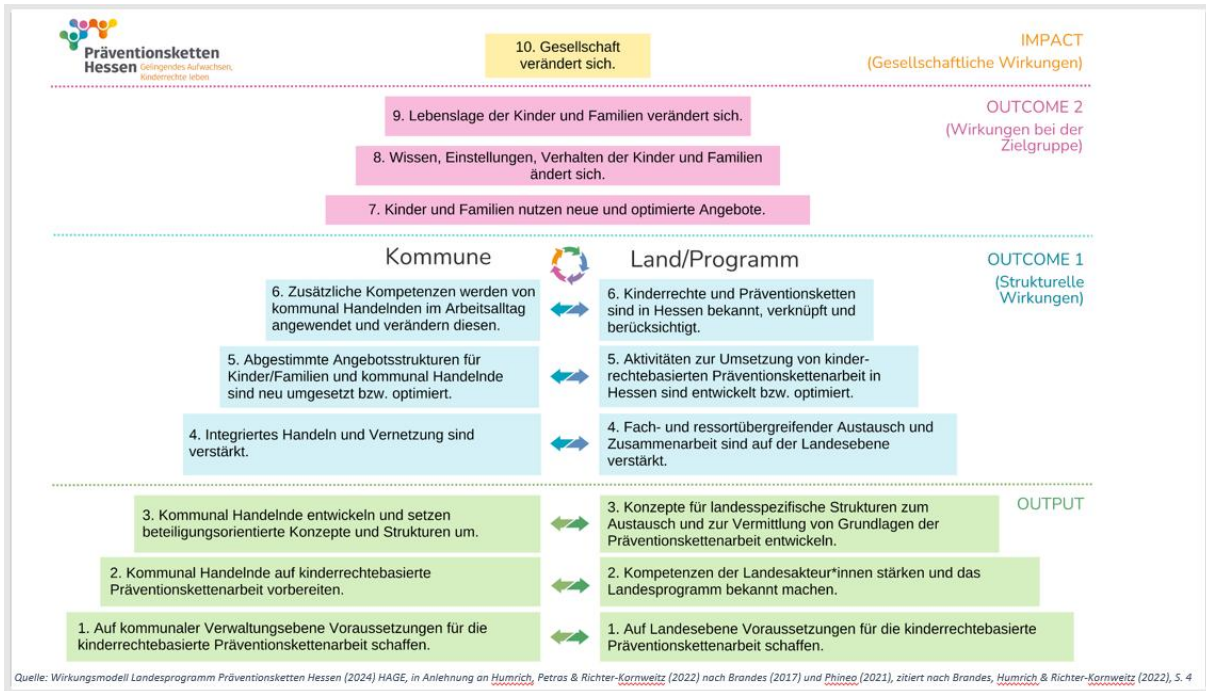 Präventionsketten
Hessen Gelingendes Aufwachsen,
Kinderrechte leben
10. Gesellschaft
verändert sich.
IMPACT
(Gesellschaftliche Wirkungen)
9. Lebenslage der Kinder und Familien verändert sich.
OUTCOME 2
(Wirkungen bei der
Zielgruppe)
8. Wissen, Einstellungen, Verhalten der Kinder und Familien
ändert sich.
7. Kinder und Familien nutzen neue und optimierte Angebote.
Kommune
Land/Programm
OUTCOME 1
(Strukturelle
Wirkungen)
6. Zusätzliche Kompetenzen werden von
kommunal Handelnden im Arbeitsalltag
angewendet und verändern diesen.
6. Kinderrechte und Präventionsketten
sind in Hessen bekannt, verknüpft und
berücksichtigt.
5. Abgestimmte Angebotsstrukturen für
Kinder/Familien und kommunal Handelnde
sind neu umgesetzt bzw. optimiert.
5. Aktivitäten zur Umsetzung von kinder-
rechtebasierten Präventionskettenarbeit in
Hessen sind entwickelt bzw. optimiert.
4. Integriertes Handeln und Vernetzung sind
verstärkt.
4. Fach- und ressortübergreifender Austausch und
Zusammenarbeit sind auf der Landesebene
verstärkt.
OUTPUT
3. Kommunal Handelnde entwickeln und setzen
beteiligungsorientierte Konzepte und Strukturen um.
3. Konzepte für landesspezifische Strukturen zum
Austausch und zur Vermittlung von Grundlagen der
Präventionskettenarbeit entwickeln.
2. Kommunal Handelnde auf kinderrechtebasierte
Präventionskettenarbeit vorbereiten.
2. Kompetenzen der Landesakteur*innen stärken und das
Landesprogramm bekannt machen.
1. Auf kommunaler Verwaltungsebene Voraussetzungen für die
kinderrechtebasierte Präventionskettenarbeit schaffen.
1. Auf Landesebene Voraussetzungen für die kinderrechtebasierte
Präventionskettenarbeit schaffen.
Quelle: Wirkungsmodell Landesprogramm Präventionsketten Hessen (2024) HAGE, in Anlehnung an Humrich, Petras & Richter-Kornweitz (2022) nach Brandes (2017) und Phineo (2021), zitiert nach Brandes, Humrich & Richter-Kornweitz (2022), S. 4